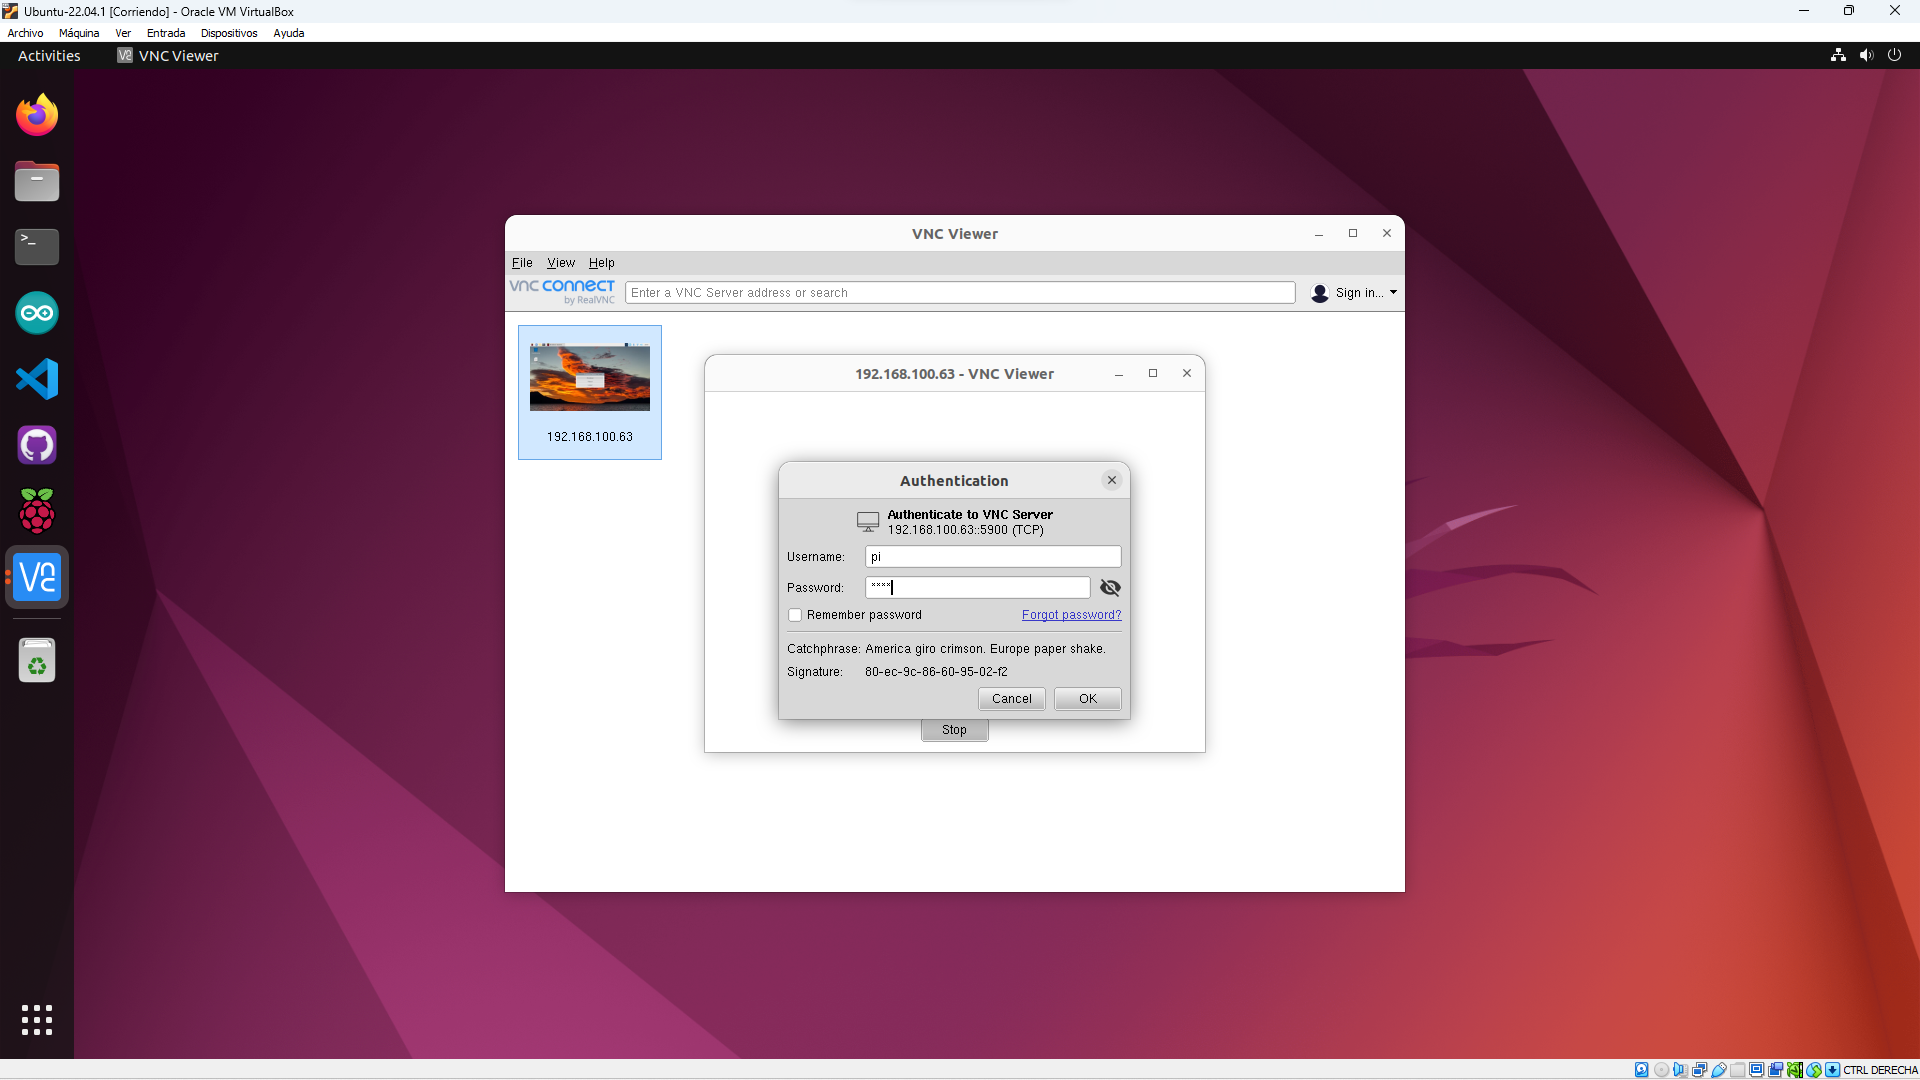 Ubuntu-22.04.1 [Corriendo] - Oracle VM VirtualBox
Archivo Máquina Ver Entrada Dispositivos Ayuda
Activities VNC Viewer
VNC Viewer
File View Help
vnc connect
by RealVNC
Enter a VNC Server address or search
Sign in...
192.168.100.63
192.168.100.63 - VNC Viewer
Authentication
Authenticate to VNC Server
192.168.100.63::5900 (TCP)
Username: pi
Password: ****
Remember password Forgot password?
Catchphrase: America giro crimson. Europe paper shake.
Signature: 80-ec-9c-86-60-95-02-f2
Cancel OK
Stop
CTRL DERECHA